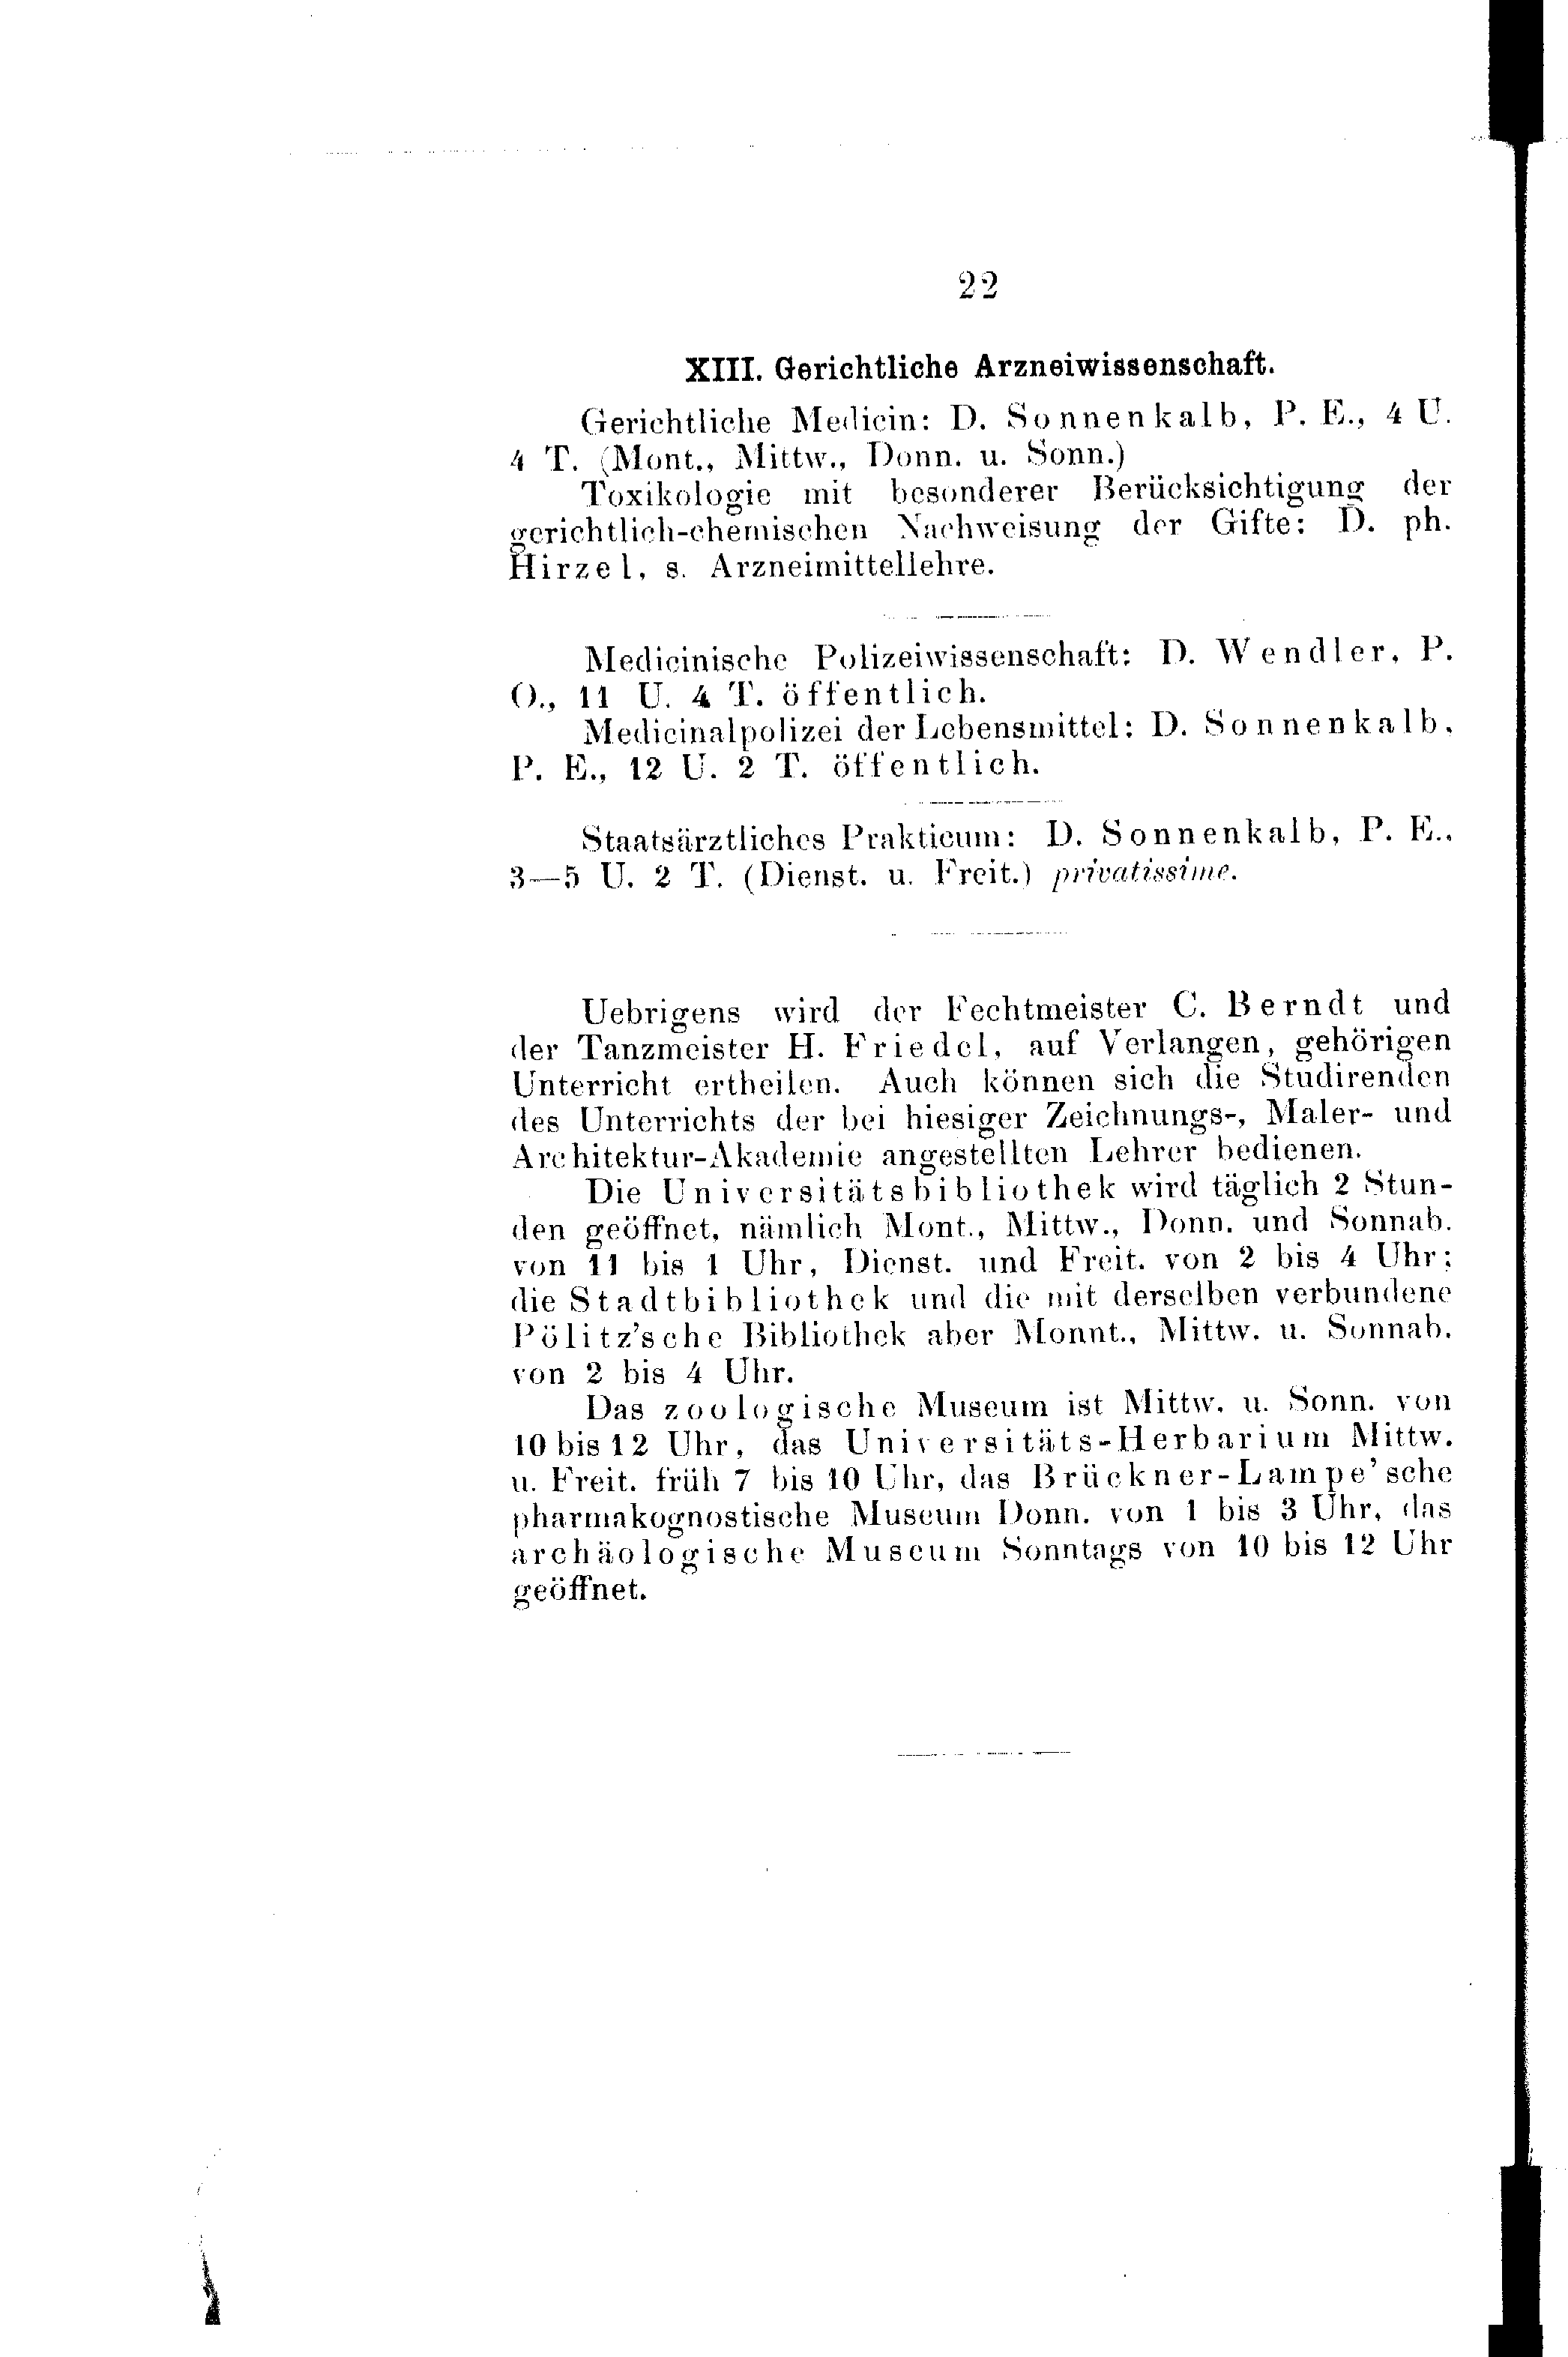 22
XIII. Gerichtliche Arzneiwissenschaft.
Gerichtliche Medicin: D. Sonnenkalb, P. E., 4 U.
4 T. (Mont., Mittw., Donn. u. Sonn.)
Toxikologie mit besonderer Berücksichtigung der
gerichtlich-chemischen Nachweisung der Gifte: D. ph.
Hirzel, s. Arzneimittellehre.
Medicinische Polizeiwissenschaft: D. Wendler, P.
O., 11 U. 4 T. öffentlich.
Medicinalpolizei der Lebensmittel: D. Sonnenkalb,
P. E., 12 U. 2 T. öffentlich.
Staatsärztliches Prakticum: D. Sonnenkalb, P. E.,
3—5 U. 2 T. (Dienst. u. Freit.) privatissime.
Uebrigens wird der Fechtmeister C. Berndt und
der Tanzmeister H. Friedel, auf Verlangen, gehörigen
Unterricht ertheilen. Auch können sich die Studirenden
des Unterrichts der bei hiesiger Zeichnungs-, Maler- und
Architektur-Akademie angestellten Lehrer bedienen.
Die Universitätsbibliothek wird täglich 2 Stun-
den geöffnet, nämlich Mont., Mittw., Donn. und Sonnab.
von 11 bis 1 Uhr, Dienst. und Freit. von 2 bis 4 Uhr;
die Stadtbibliothek und die mit derselben verbundene
Pölitz'sche Bibliothek aber Monnt., Mittw. u. Sonnab.
von 2 bis 4 Uhr.
Das zoologische Museum ist Mittw. u. Sonn. von
10 bis 12 Uhr, das Universitäts-Herbarium Mittw.
u. Freit. früh 7 bis 10 Uhr, das Brückner-Lampe'sche
pharmakognostische Museum Donn. von 1 bis 3 Uhr, das
archäologische Museum Sonntags von 10 bis 12 Uhr
geöffnet.